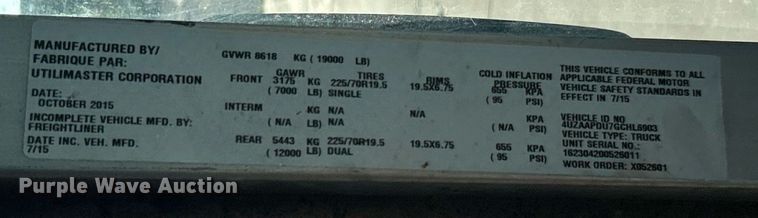 MANUFACTURED BY/
FABRIQUE PAR:
UTILIMASTER CORPORATION
DATE:
OCTOBER 2015
INCOMPLETE VEHICLE MFD. BY:
FREIGHTLINER
DATE INC. VEH. MFD.
7/15
GVWR 8618 KG ( 19000 LB)
GAWR TIRES RIMS COLD INFLATION PRESSURE
FRONT 3175 KG 225/70R19.5 19.5X6.75 655 KPA
( 7000 LB) SINGLE ( 95 PSI)
INTERM N/A KG N/A N/A N/A KPA
( N/A LB) N/A ( N/A PSI)
REAR 5443 KG 225/70R19.5 19.5X6.75 655 KPA
( 12000 LB) DUAL ( 95 PSI)
THIS VEHICLE CONFORMS TO ALL
APPLICABLE FEDERAL MOTOR
VEHICLE SAFETY STANDARDS IN
EFFECT IN 7/15
VEHICLE ID NO
4UZAAPDU7GCHL6903
VEHICLE TYPE: TRUCK
UNIT SERIAL NO:
162304200526011
WORK ORDER: X052601
Purple Wave Auction